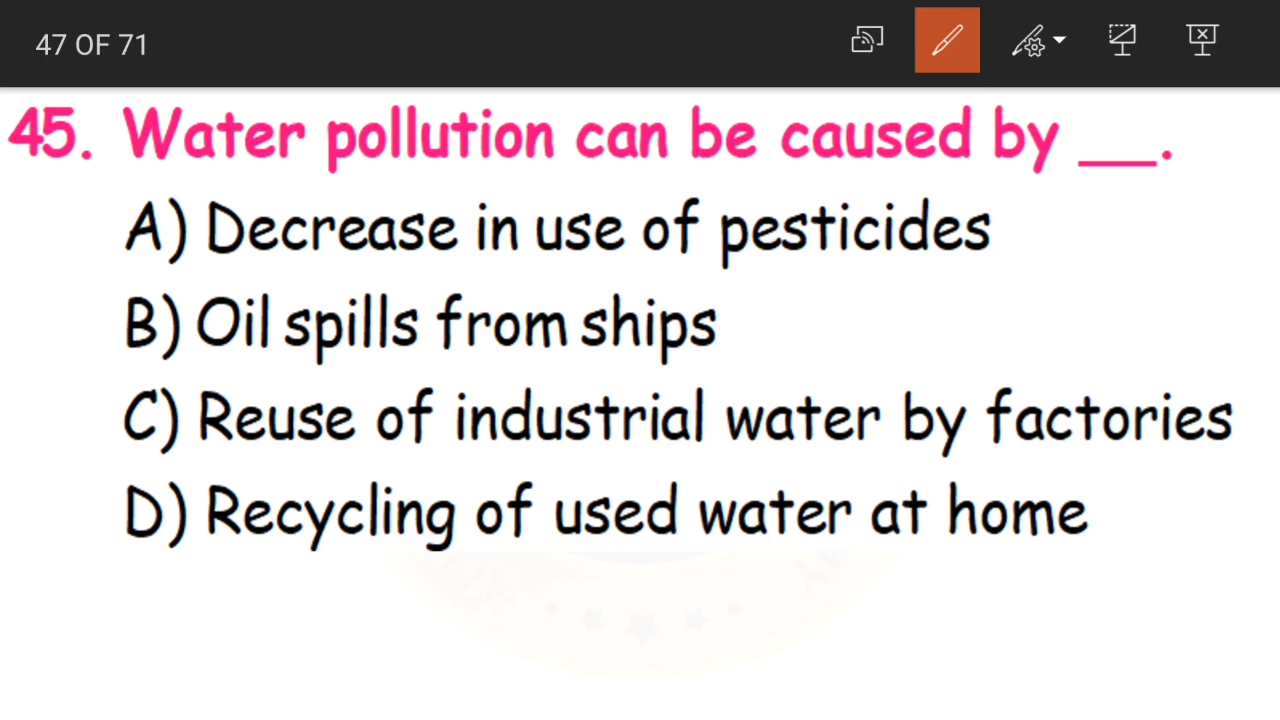 47 OF 71
45. Water pollution can be caused by __.
A) Decrease in use of pesticides
B) Oil spills from ships
C) Reuse of industrial water by factories
D) Recycling of used water at home